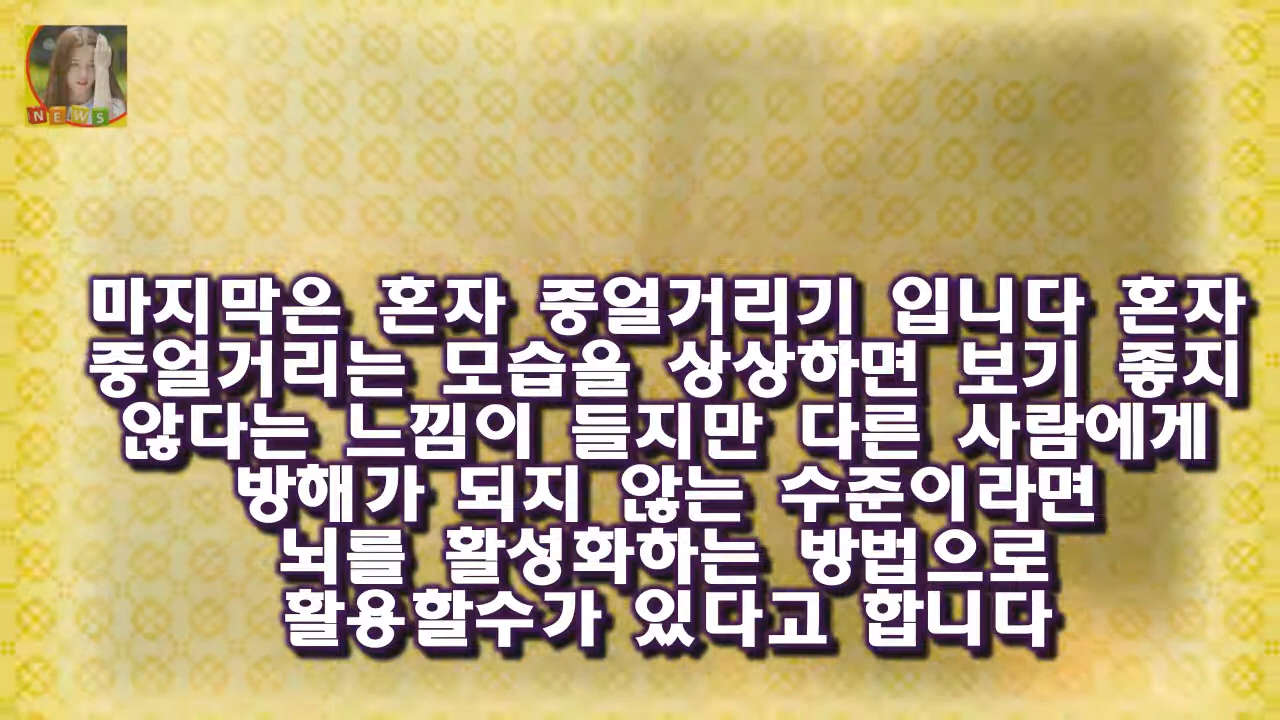 NEWS
마지막은 혼자 중얼거리기 입니다 혼자
중얼거리는 모습을 상상하면 보기 좋지
않다는 느낌이 들지만 다른 사람에게
방해가 되지 않는 수준이라면
뇌를 활성화하는 방법으로
활용할수가 있다고 합니다